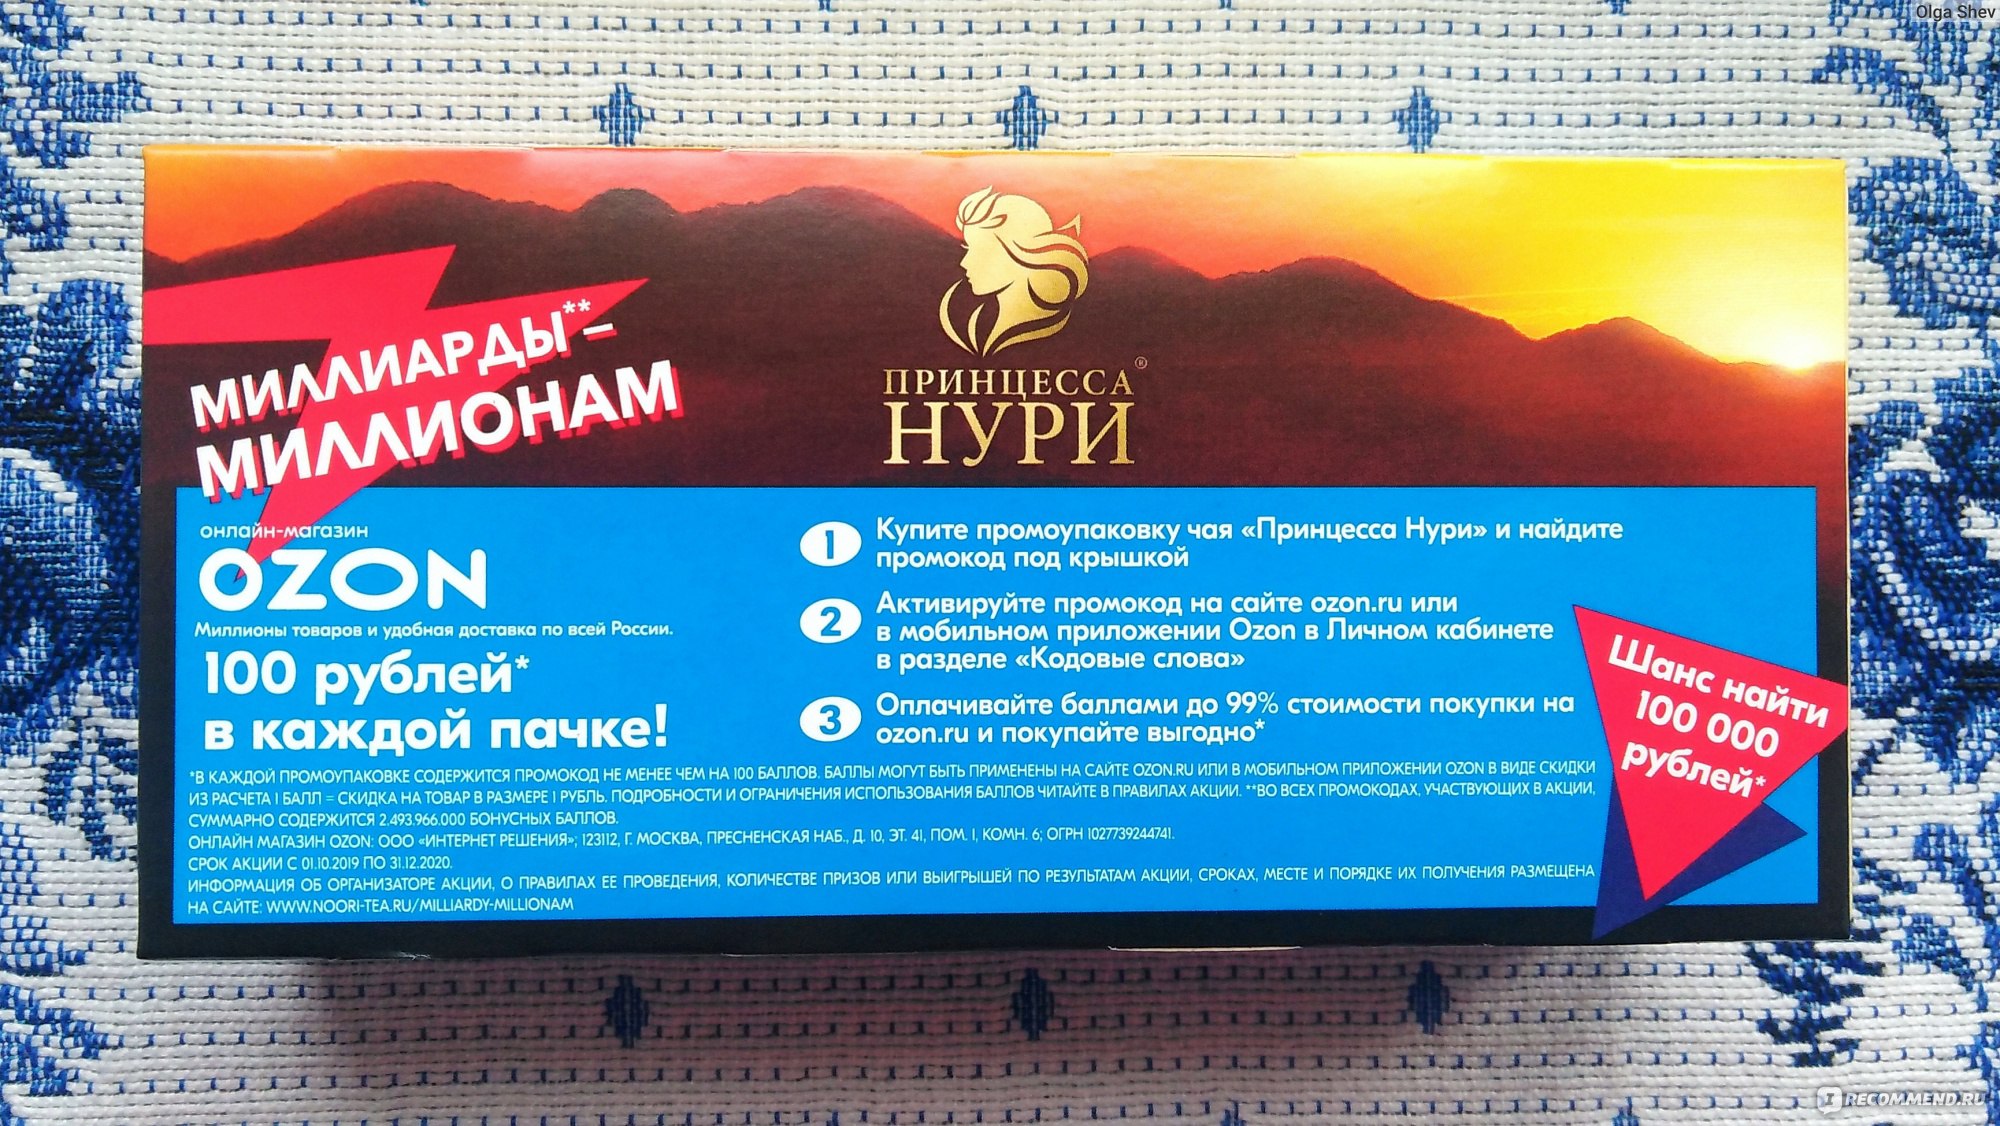 Olga Shev
МИЛЛИАРДЫ**–
МИЛЛИОНАМ
ПРИНЦЕССА®
НУРИ
онлайн-магазин
OZON
Миллионы товаров и удобная доставка по всей России.
100 рублей*
в каждой пачке!
1 Купите промоупаковку чая «Принцесса Нури» и найдите
промокод под крышкой
2 Активируйте промокод на сайте ozon.ru или
в мобильном приложении Ozon в Личном кабинете
в разделе «Кодовые слова»
3 Оплачивайте баллами до 99% стоимости покупки на
ozon.ru и покупайте выгодно*
Шанс найти
100 000
рублей*
*В КАЖДОЙ ПРОМОУПАКОВКЕ СОДЕРЖИТСЯ ПРОМОКОД НЕ МЕНЕЕ ЧЕМ НА 100 БАЛЛОВ. БАЛЛЫ МОГУТ БЫТЬ ПРИМЕНЕНЫ НА САЙТЕ OZON.RU ИЛИ В МОБИЛЬНОМ ПРИЛОЖЕНИИ OZON В ВИДЕ СКИДКИ
ИЗ РАСЧЕТА 1 БАЛЛ = СКИДКА НА ТОВАР В РАЗМЕРЕ 1 РУБЛЬ. ПОДРОБНОСТИ И ОГРАНИЧЕНИЯ ИСПОЛЬЗОВАНИЯ БАЛЛОВ ЧИТАЙТЕ В ПРАВИЛАХ АКЦИИ. **ВО ВСЕХ ПРОМОКОДАХ, УЧАСТВУЮЩИХ В АКЦИИ,
СУММАРНО СОДЕРЖИТСЯ 2.493.966.000 БОНУСНЫХ БАЛЛОВ.
ОНЛАЙН МАГАЗИН OZON: ООО «ИНТЕРНЕТ РЕШЕНИЯ»; 123112, Г. МОСКВА, ПРЕСНЕНСКАЯ НАБ., Д. 10, ЭТ. 41, ПОМ. I, КОМН. 6; ОГРН 1027739244741.
СРОК АКЦИИ С 01.10.2019 ПО 31.12.2020.
ИНФОРМАЦИЯ ОБ ОРГАНИЗАТОРЕ АКЦИИ, О ПРАВИЛАХ ЕЕ ПРОВЕДЕНИЯ, КОЛИЧЕСТВЕ ПРИЗОВ ИЛИ ВЫИГРЫШЕЙ ПО РЕЗУЛЬТАТАМ АКЦИИ, СРОКАХ, МЕСТЕ И ПОРЯДКЕ ИХ ПОЛУЧЕНИЯ РАЗМЕЩЕНА
НА САЙТЕ: WWW.NOORI-TEA.RU/MILLIARDY-MILLIONAM
I RECOMMEND.RU